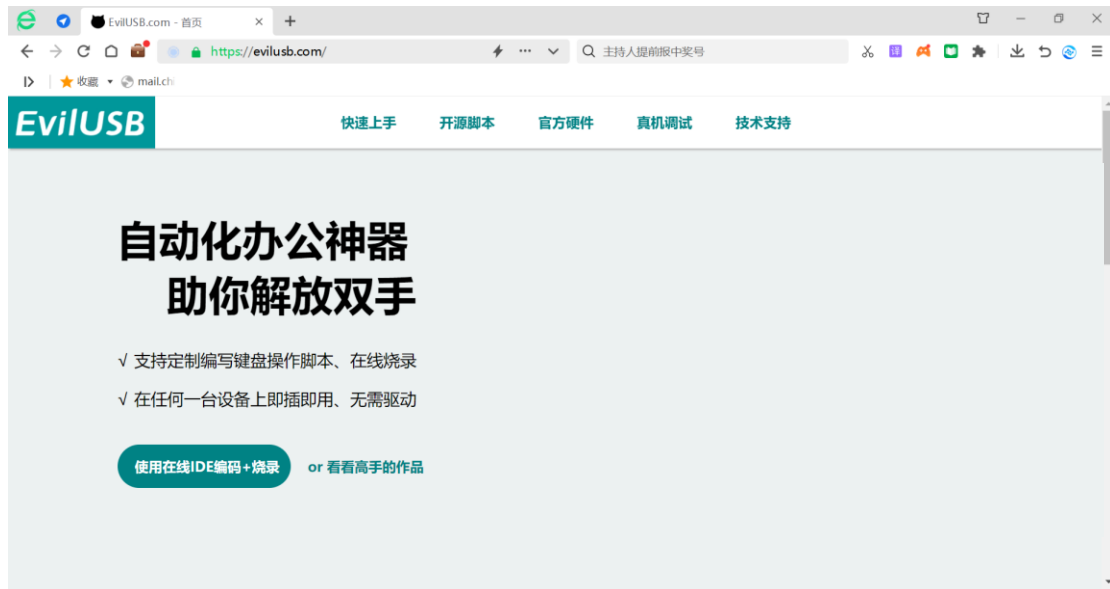 EvilUSB.com - 首页
https://evilusb.com/
主持人提前报中奖号
收藏
mail.ch
EvilUSB
快速上手 开源脚本 官方硬件 真机调试 技术支持
自动化办公神器
助你解放双手
√ 支持定制编写键盘操作脚本、在线烧录
√ 在任何一台设备上即插即用、无需驱动
使用在线IDE编码+烧录 or 看看高手的作品